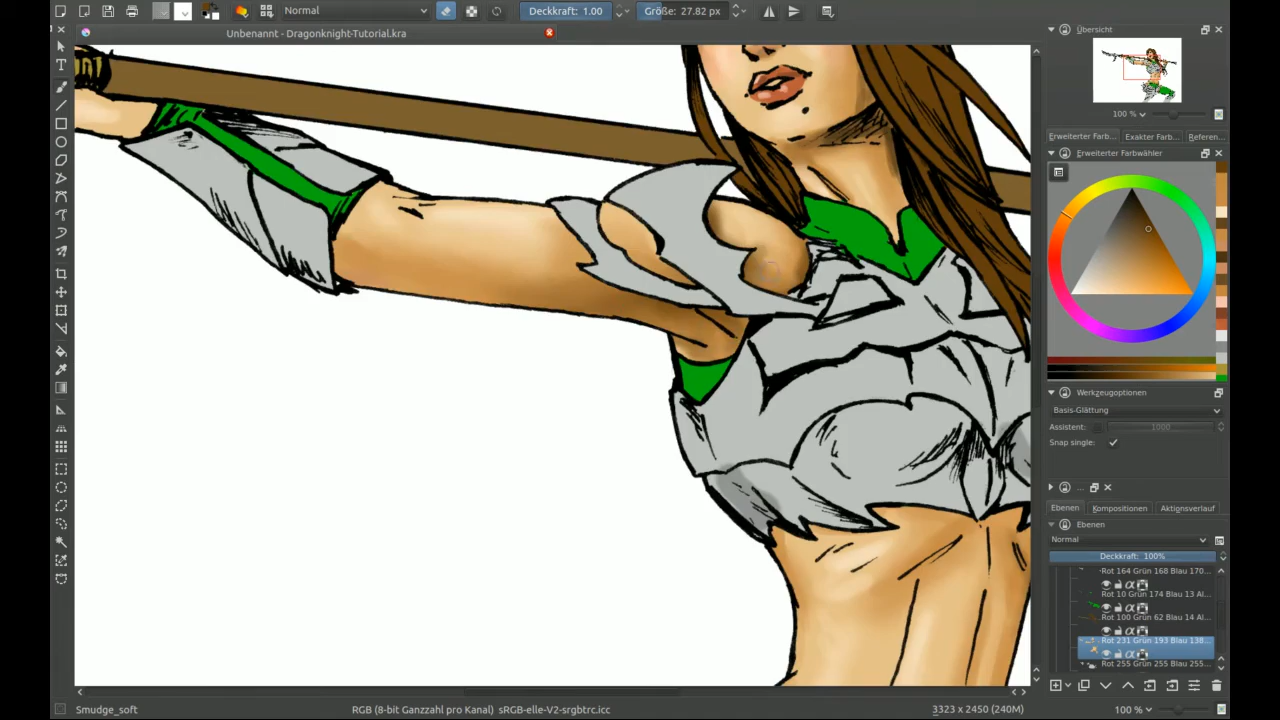 Normal
Deckkraft: 1.00
Größe: 27.82 px
Unbenannt - Dragonknight-Tutorial.kra
Übersicht
100 %
Erweiterter Farb...
Exakter Farb...
Referen...
Erweiterter Farbwähler
Werkzeugoptionen
Basis-Glättung
Assistent:
1000
Snap single:
...
Ebenen
Kompositionen
Aktionsverlauf
Ebenen
Normal
Deckkraft: 100%
Rot 164 Grün 168 Blau 170...
Rot 10 Grün 174 Blau 13 Al...
Rot 100 Grün 62 Blau 14 Al...
Rot 231 Grün 193 Blau 138...
Rot 255 Grün 255 Blau 255...
Smudge_soft
RGB (8-bit Ganzzahl pro Kanal) sRGB-elle-V2-srgbtrc.icc
3323 x 2450 (240M)
100 %